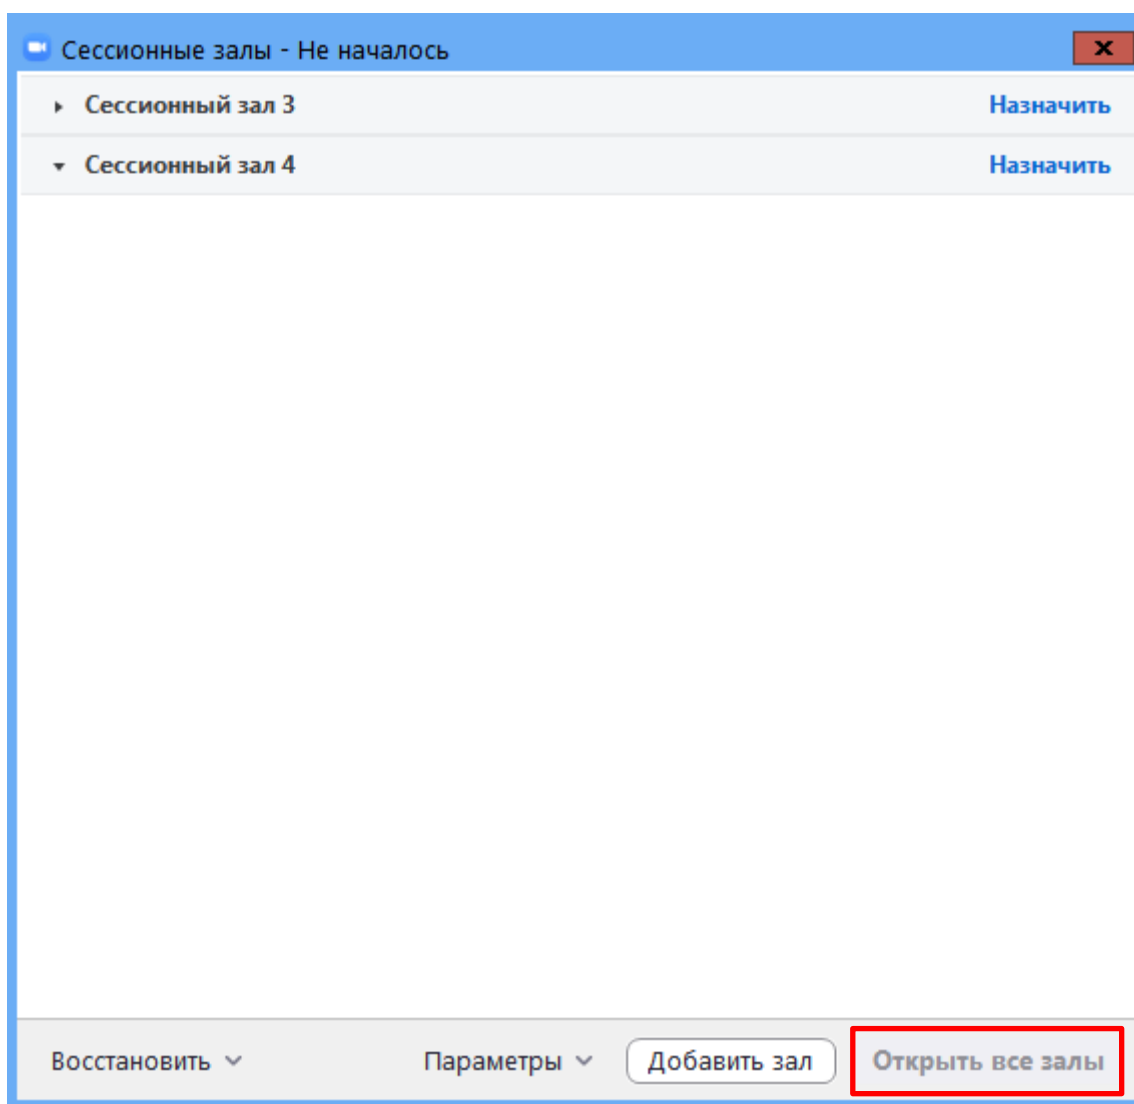 Сессионные залы - Не началось
Сессионный зал 3 Назначить
Сессионный зал 4 Назначить
Восстановить Параметры Добавить зал Открыть все залы